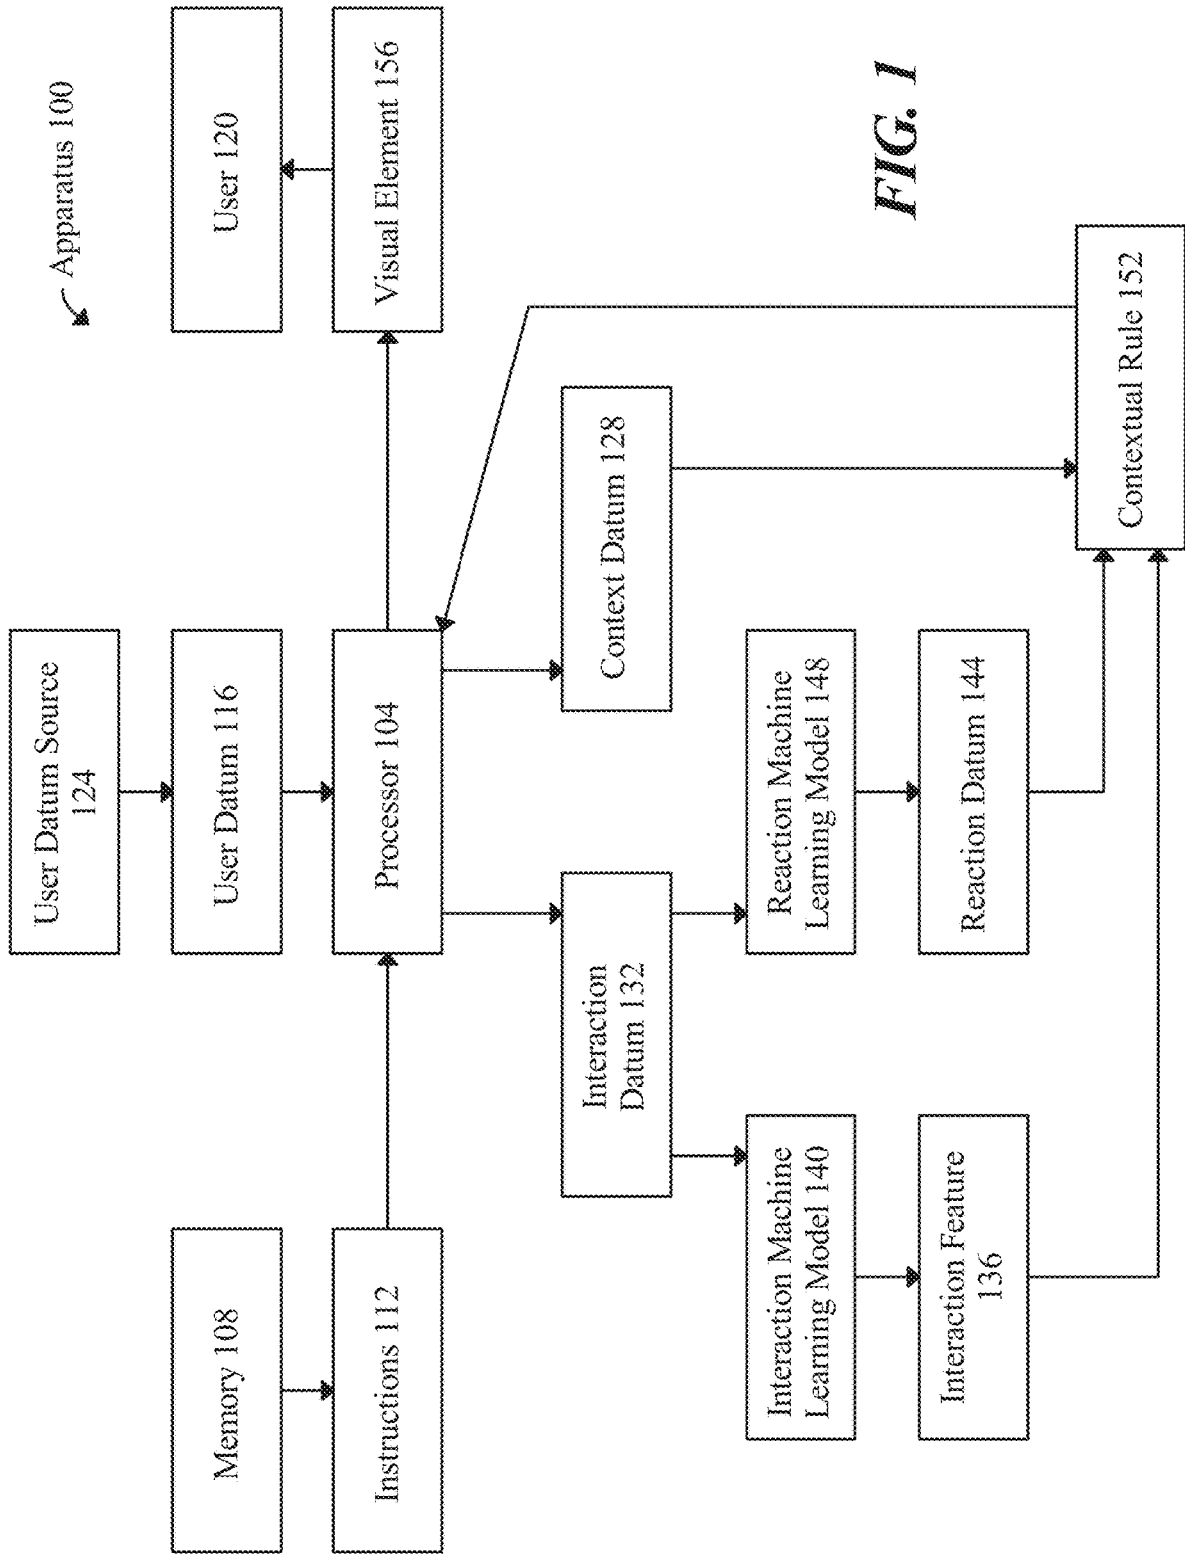 Apparatus 100
User Datum Source
124
Memory 108
User Datum 116
User 120
Instructions 112
Processor 104
Visual Element 156
Interaction
Datum 132
Context Datum 128
Interaction Machine
Learning Model 140
Reaction Machine
Learning Model 148
Interaction Feature
136
Reaction Datum 144
Contextual Rule 152
FIG. 1